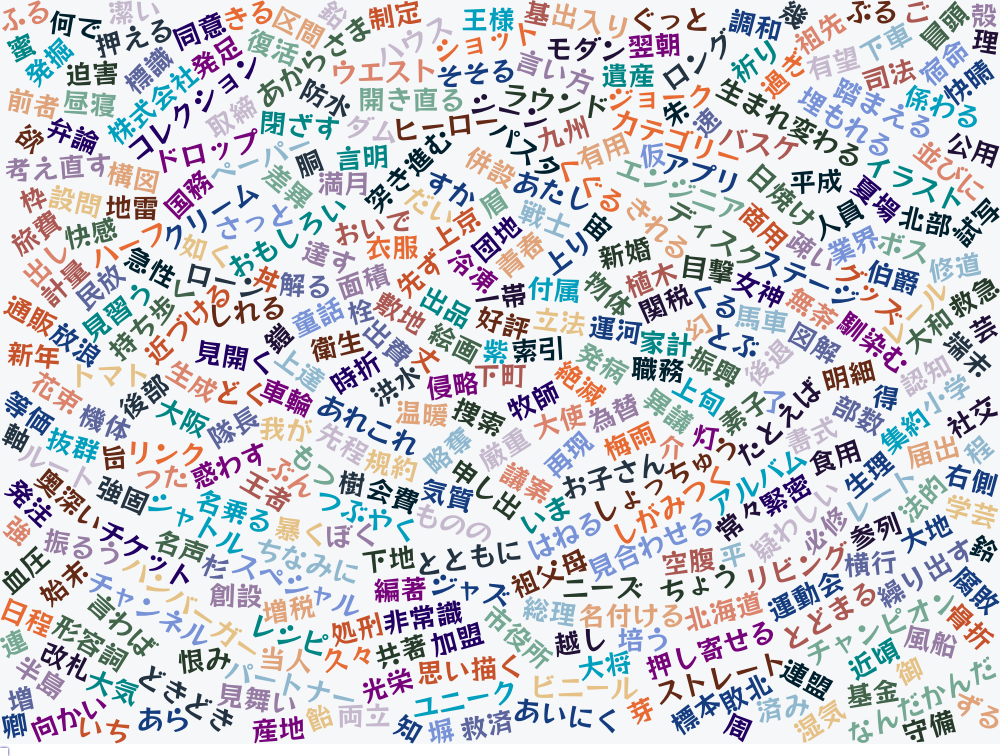 ふる 何で 潔い 押える 同意 きる 区間 蛤 さま 制定 王様 基 出入り ぐっと 調和 幾 祖先 ぶる ご 冒頭 殻
蜜 発掘 迫害 標識 発足 復活 あから ハウス ショット モダン 翌朝 ロング 祈り 過ぎ 有望 下車 司法 宿命 理
前者 昼寝 株式会社 コレクション 取締 防水 ウエスト そそる 言い方 遺産 ジョーク 朱 生まれ変わる 埋もれる 踏まえる 係わる 快晴
弁論 ドロップ 閉ざす 開き直る ダム ヒーロー ラウンド パスタ 九州 カテゴリー 速 バスケ 公用
考え直す 構図 国務 ペーパー 胴 言明 突き進む 併設 くぐる 有用 仮 アプリ 日焼け 平成 イラスト 並びに
枠 設問 地雷 クリーム 差異 満月 すか あたし 眉 エンジニア 夏場 人員 北部
旅費 快感 ハーフ さっと おもしろい おいで だい 上京 戦士 宙 きれる ディスク 商用 疎い 業界 ボス 写
出し 計量 民放 急性 如く ローン 丼 達す 衣服 先ず 冷凍 団地 青春 上り 新婚 植木 目撃 ステージ グッズ 伯爵 修道
通販 放浪 見習う 持ち歩く 近づける しれる 解る 面積 敷地 出品 一帯 付属 物体 関税 くる 女神 無茶 馴染む ルール 大和 救急 芸
新年 トマト 見開く 鎧 童話 栓 出費 絵画 好評 立法 運河 家計 幻 とぶ 馬車 図解 端末
花束 後部 生成 どく 上達 衛生 時折 丈 紫 索引 発病 職務 振興 後退 明細 認知
等価 機体 大阪 隊長 車輪 あれこれ 洪水 侵略 下町 牧師 絶滅 異議 上旬 素子 了 たとえば 部数 得 集約 小学 社交
軸 抜群 旨 リンク 惑わす 我が 先程 温暖 捜索 厳重 大使 為替 梅雨 介 灯 書式 食用 届出 程
ルート 奥深い 強固 つた ぶん もつ 規約 略奪 申し出 議案 再現 お子さん しょっちゅう アルバム 緊密 生理 右側
発注 チケット シャトル 名乗る 王者 樹 会費 気質 いま はねる しがみつく 常々 疑わしい レート 法的 学芸
強 振るう 名声 杉 暴く ぼく つぶやく ものの 見合わせる 空腹 平 必修 参列 大地
血圧 始末 ハンバーガー スペシャル ちなみに 下地 とともに 祖父母 ニーズ ちょう リビング 横行 鈴
日程 チャンネル 創設 増税 編著 ジャズ 総理 名付ける 北海道 運動会 繰り出す 腐敗
連 形容詞 言わば レシピ 処刑 非常識 市役所 越し 培う とどまる チャンピオン 骨折
半島 改札 大気 恨み 当人 久々 共著 加盟 大将 押し寄せる 近頃 風船
増 どきどき パートナー 光栄 思い描く ビニール ストレート 連盟 基金 御
卿 向かい いち あら 見舞い 産地 飴 両立 知 ユニーク 塀 救済 あいにく 芽 標本 敗北 周 済み 湿気 なんだかんだ 守備 する